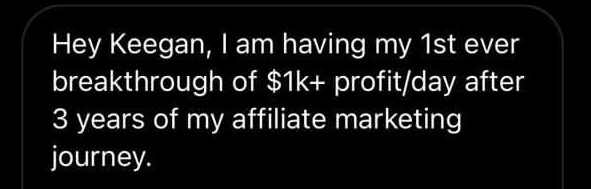 Hey Keegan, I am having my 1st ever
breakthrough of $1k+ profit/day after
3 years of my affiliate marketing
journey.